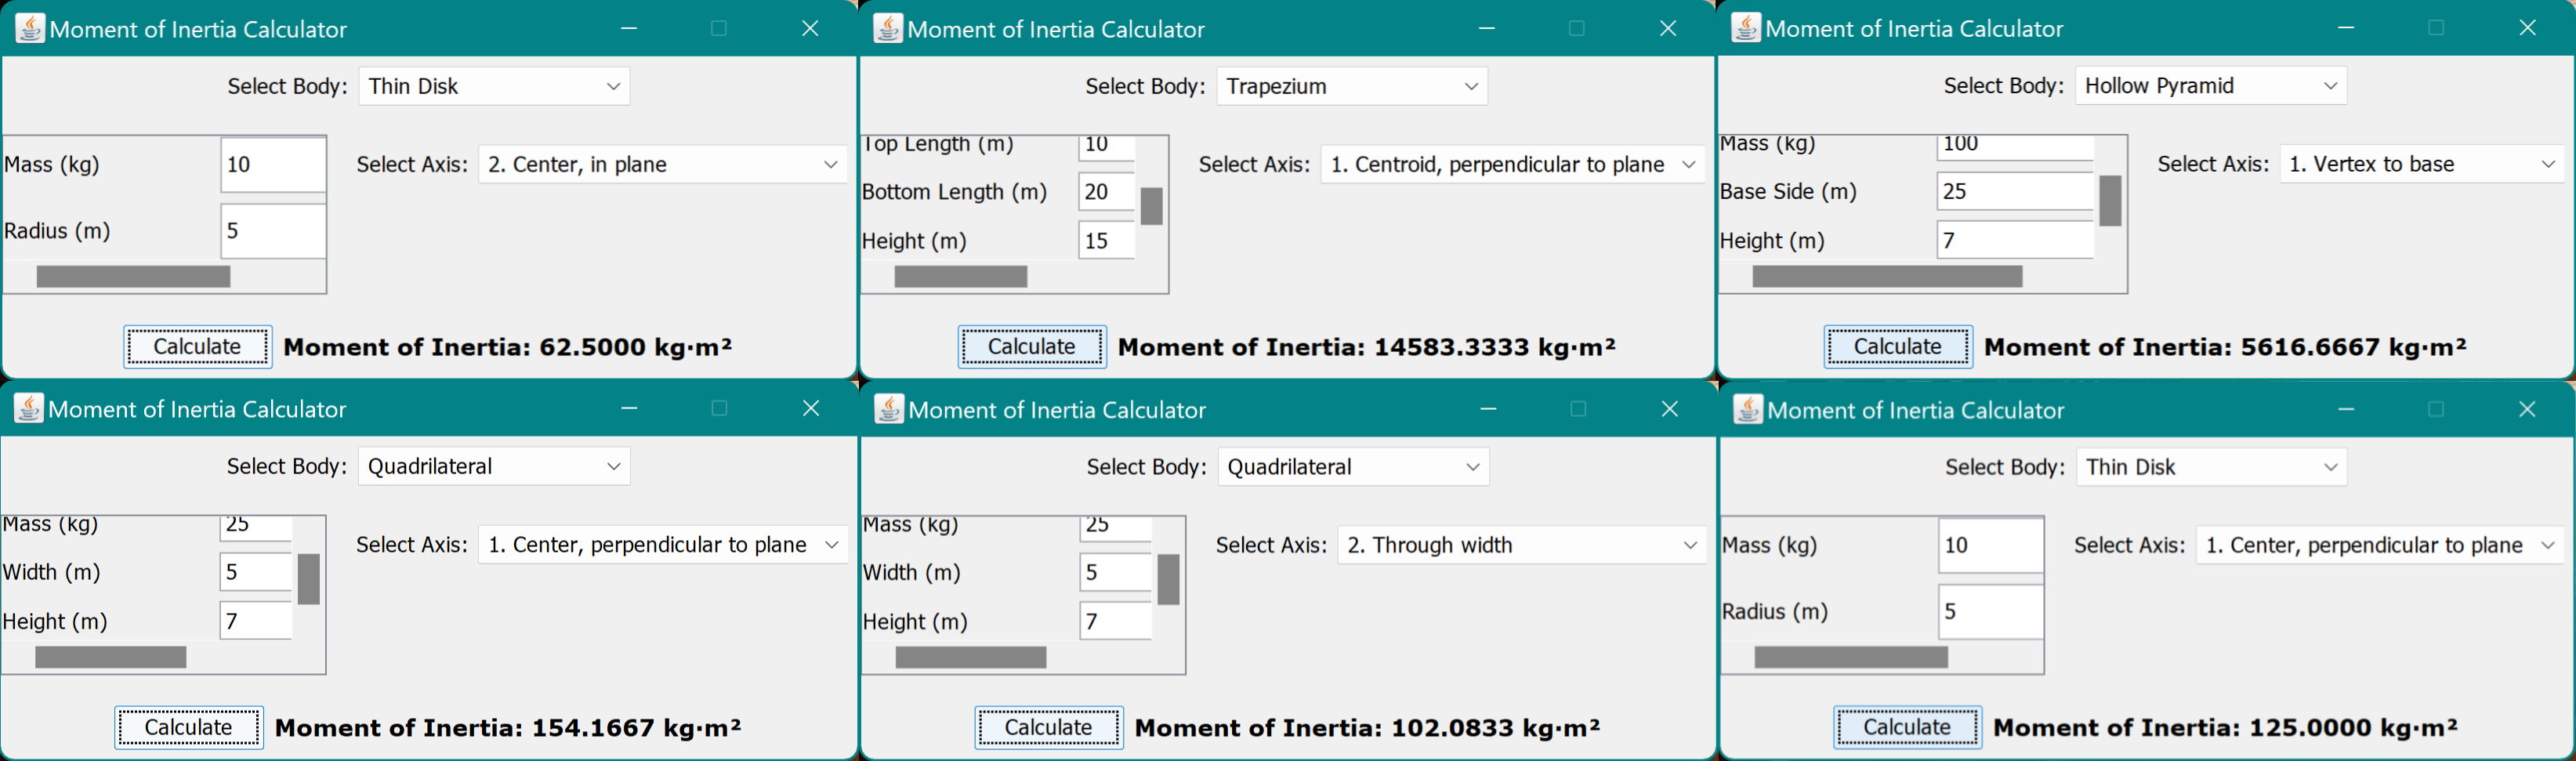 Moment of Inertia Calculator
Select Body: Thin Disk
Mass (kg) 10
Select Axis: 2. Center, in plane
Radius (m) 5
Calculate Moment of Inertia: 62.5000 kg·m²
Moment of Inertia Calculator
Select Body: Trapezium
Top Length (m) 10
Select Axis: 1. Centroid, perpendicular to plane
Bottom Length (m) 20
Height (m) 15
Calculate Moment of Inertia: 14583.3333 kg·m²
Moment of Inertia Calculator
Select Body: Hollow Pyramid
Mass (kg) 100
Select Axis: 1. Vertex to base
Base Side (m) 25
Height (m) 7
Calculate Moment of Inertia: 5616.6667 kg·m²
Moment of Inertia Calculator
Select Body: Quadrilateral
Mass (kg) 25
Select Axis: 1. Center, perpendicular to plane
Width (m) 5
Height (m) 7
Calculate Moment of Inertia: 154.1667 kg·m²
Moment of Inertia Calculator
Select Body: Quadrilateral
Mass (kg) 25
Select Axis: 2. Through width
Width (m) 5
Height (m) 7
Calculate Moment of Inertia: 102.0833 kg·m²
Moment of Inertia Calculator
Select Body: Thin Disk
Mass (kg) 10
Select Axis: 1. Center, perpendicular to plane
Radius (m) 5
Calculate Moment of Inertia: 125.0000 kg·m²